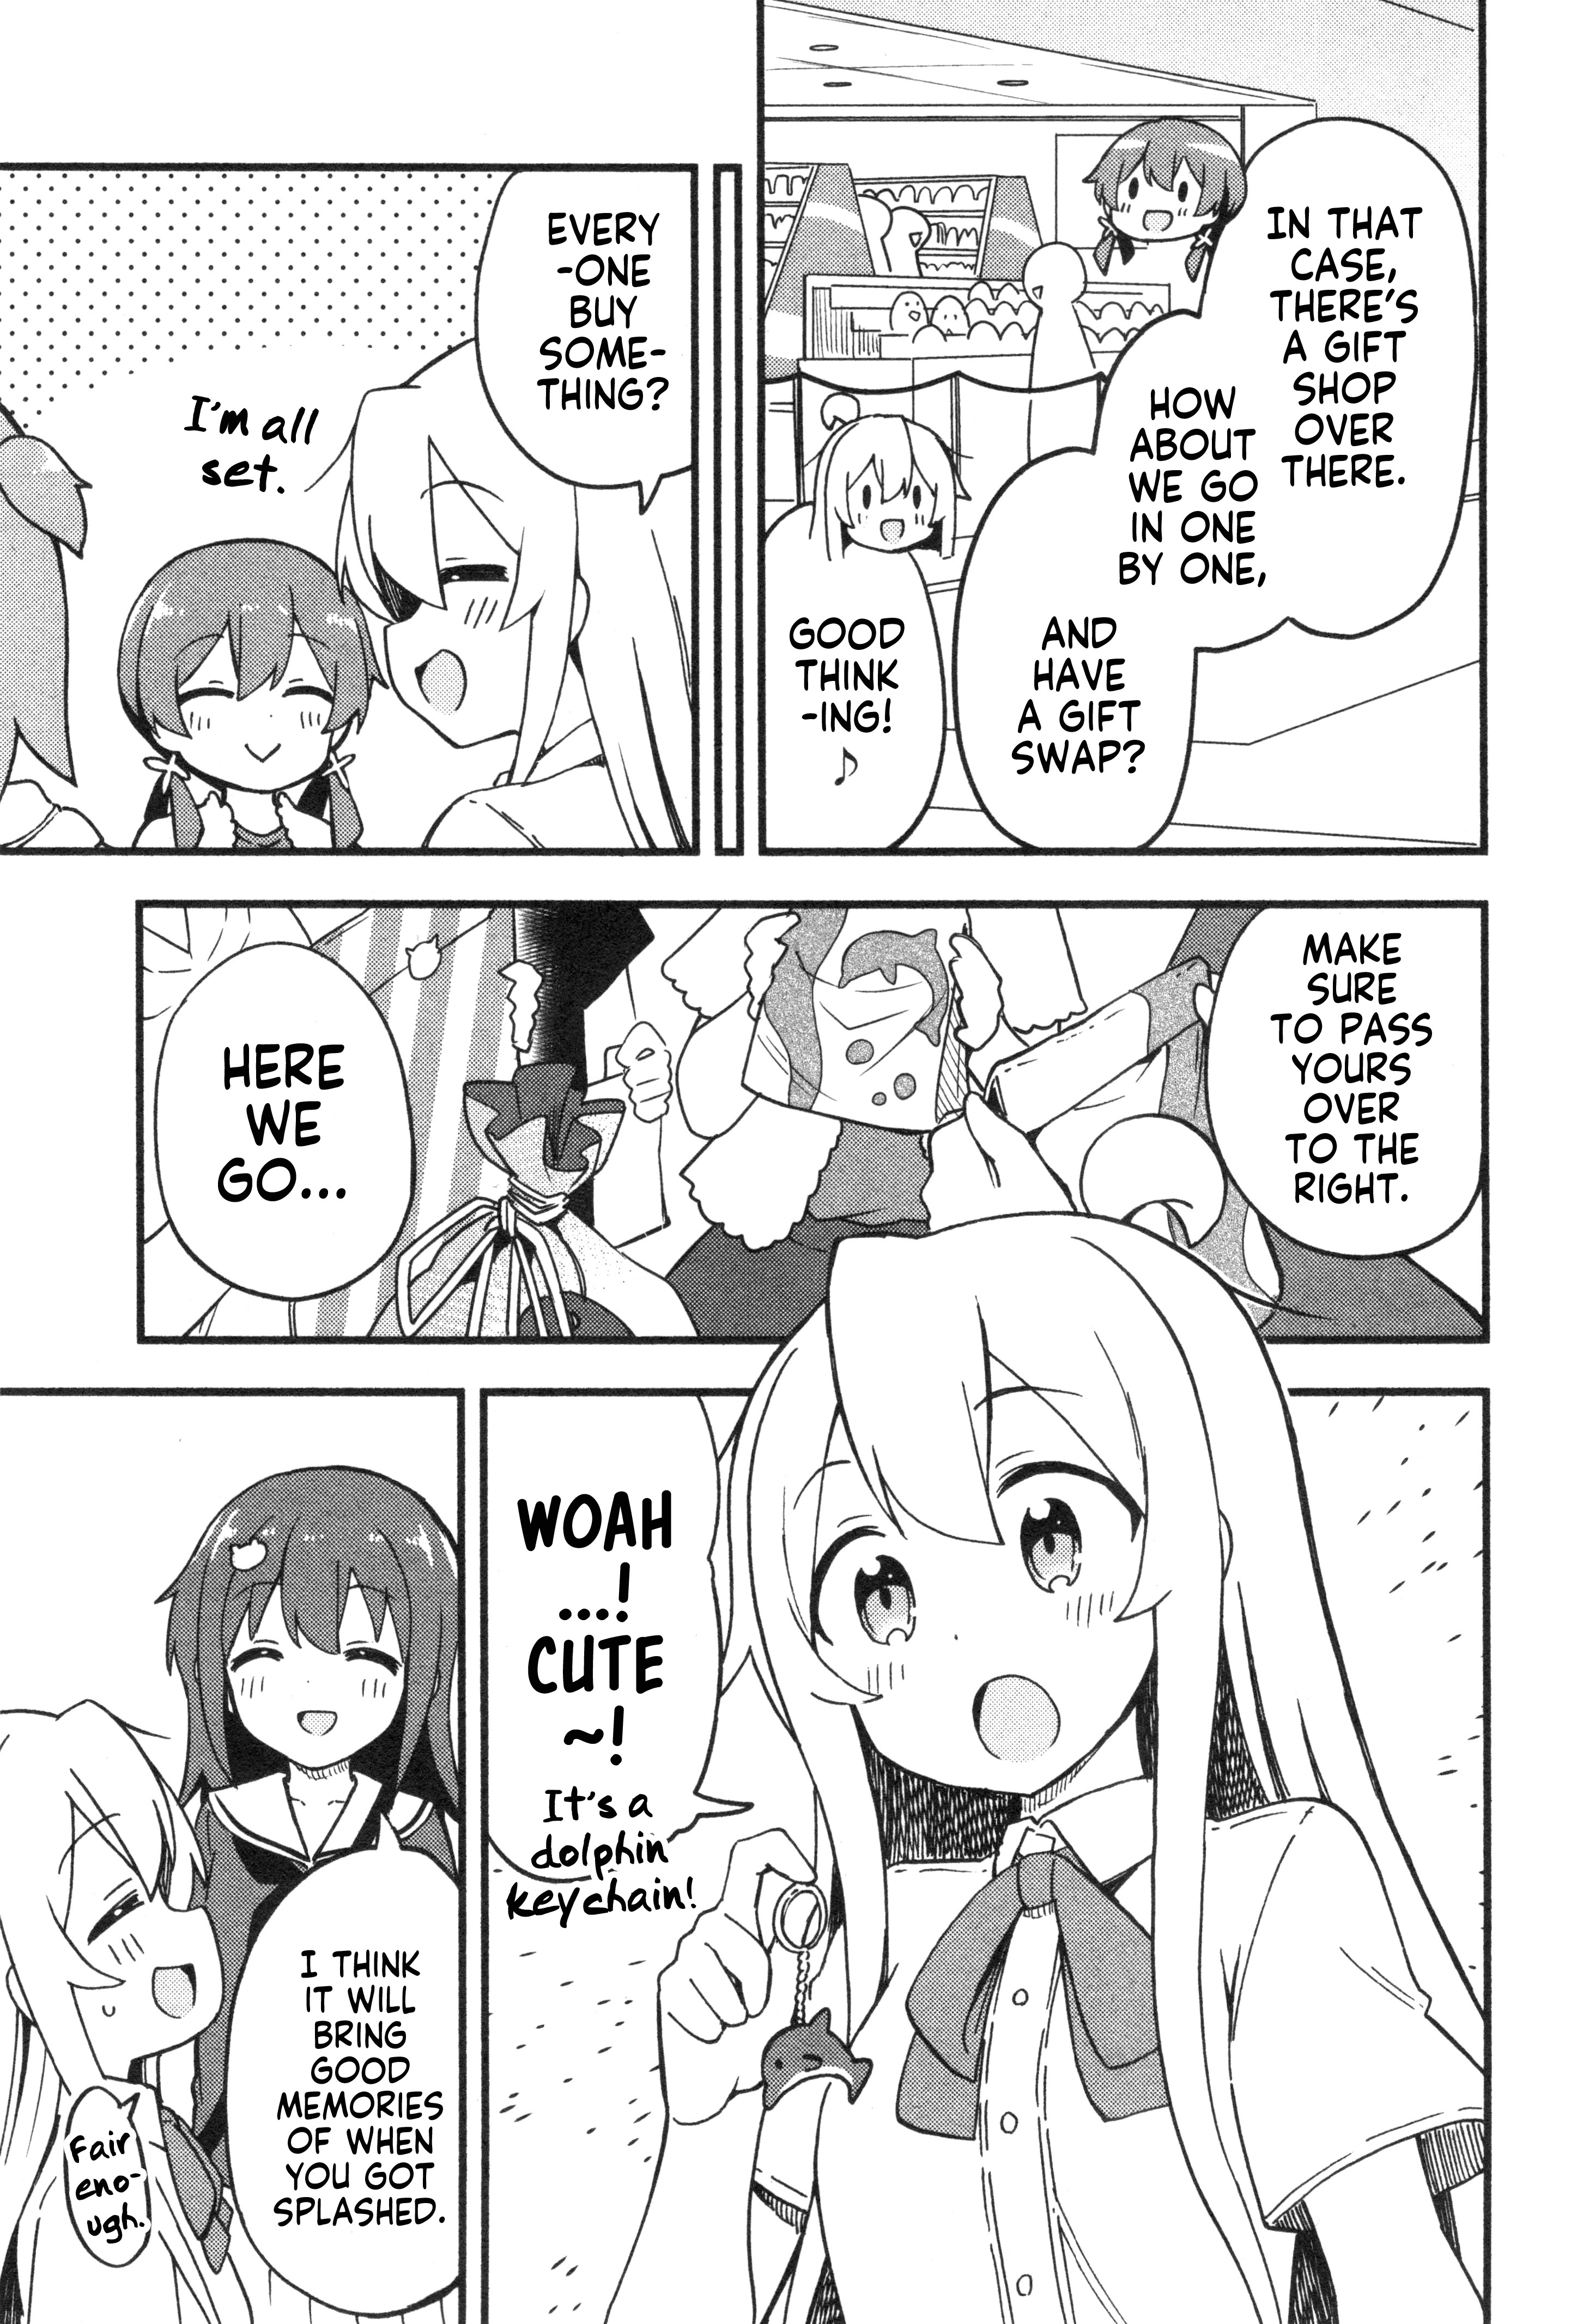 IN THAT
CASE,
THERE'S
A GIFT
SHOP
OVER
THERE.
HOW
ABOUT
WE GO
IN ONE
BY ONE,
AND
HAVE
A GIFT
SWAP?
GOOD
THINK
-ING!
♪
EVERY
-ONE
BUY
SOME-
THING?
I'm all
set.
MAKE
SURE
TO PASS
YOURS
OVER
TO THE
RIGHT.
HERE
WE
GO...
WOAH
...!
CUTE
~!
It's a
dolphin
keychain!
I THINK
IT WILL
BRING
GOOD
MEMORIES
OF WHEN
YOU GOT
SPLASHED.
Fair
eno-
ugh.